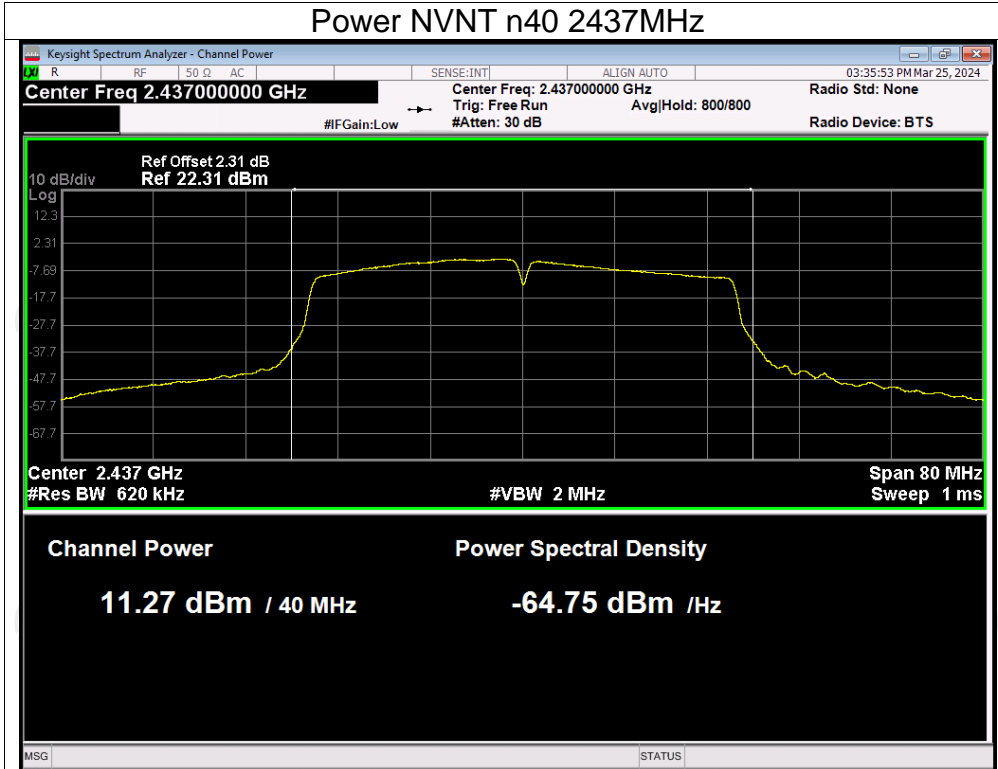 Power NVNT n40 2437MHz
Keysight Spectrum Analyzer - Channel Power
LXI R RF 50 Ω AC SENSE:INT ALIGN AUTO 03:35:53 PM Mar 25, 2024
Center Freq 2.437000000 GHz Center Freq: 2.437000000 GHz Radio Std: None
Trig: Free Run Avg|Hold: 800/800
#IFGain:Low #Atten: 30 dB Radio Device: BTS
Ref Offset 2.31 dB
10 dB/div Ref 22.31 dBm
Log
12.3
2.31
-7.69
-17.7
-27.7
-37.7
-47.7
-57.7
-67.7
Center 2.437 GHz Span 80 MHz
#Res BW 620 kHz #VBW 2 MHz Sweep 1 ms
Channel Power Power Spectral Density
11.27 dBm / 40 MHz -64.75 dBm /Hz
MSG STATUS